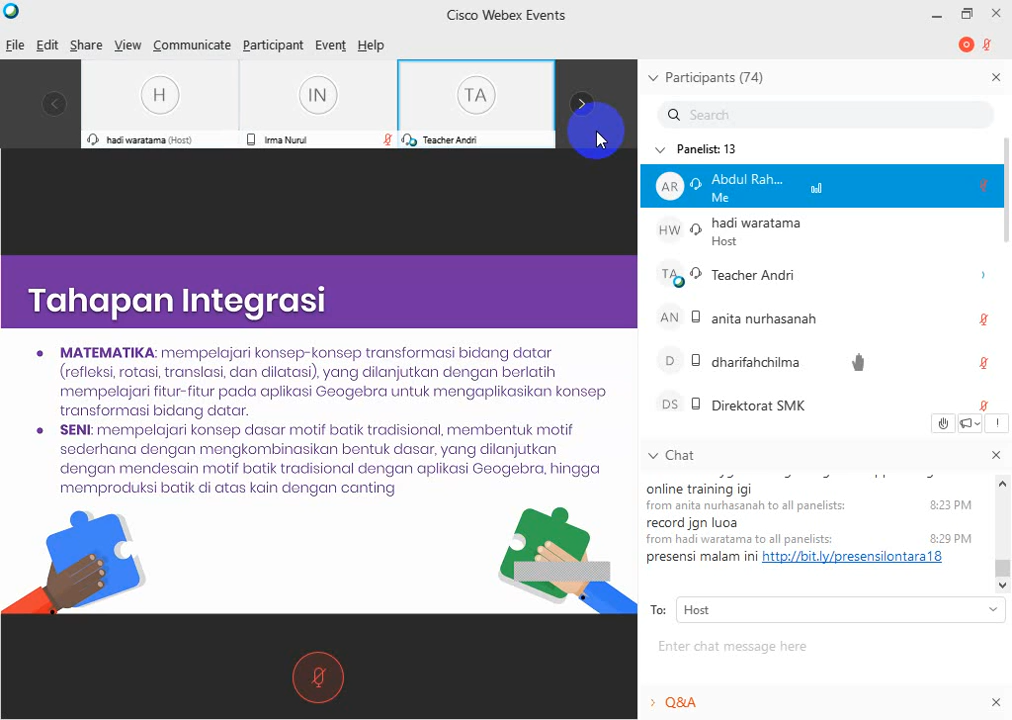 Cisco Webex Events
File Edit Share View Communicate Participant Event Help
H
IN
TA
hadi waratama (Host)
Irma Nurul
Teacher Andri
Tahapan Integrasi
MATEMATIKA: mempelajari konsep-konsep transformasi bidang datar
(refleksi, rotasi, translasi, dan dilatasi), yang dilanjutkan dengan berlatih
mempelajari fitur-fitur pada aplikasi Geogebra untuk mengaplikasikan konsep
transformasi bidang datar.
SENI: mempelajari konsep dasar motif batik tradisional, membentuk motif
sederhana dengan mengkombinasikan bentuk dasar, yang dilanjutkan
dengan mendesain motif batik tradisional dengan aplikasi Geogebra, hingga
memproduksi batik di atas kain dengan canting
Participants (74)
Search
Panelist: 13
AR Abdul Rah...
Me
HW hadi waratama
Host
TA Teacher Andri
AN anita nurhasanah
D dharifahchilma
DS Direktorat SMK
Chat
online training igi
from anita nurhasanah to all panelists: 8:23 PM
record jgn luoa
from hadi waratama to all panelists: 8:29 PM
presensi malam ini http://bit.ly/presensilontara18
To: Host
Enter chat message here
Q&A